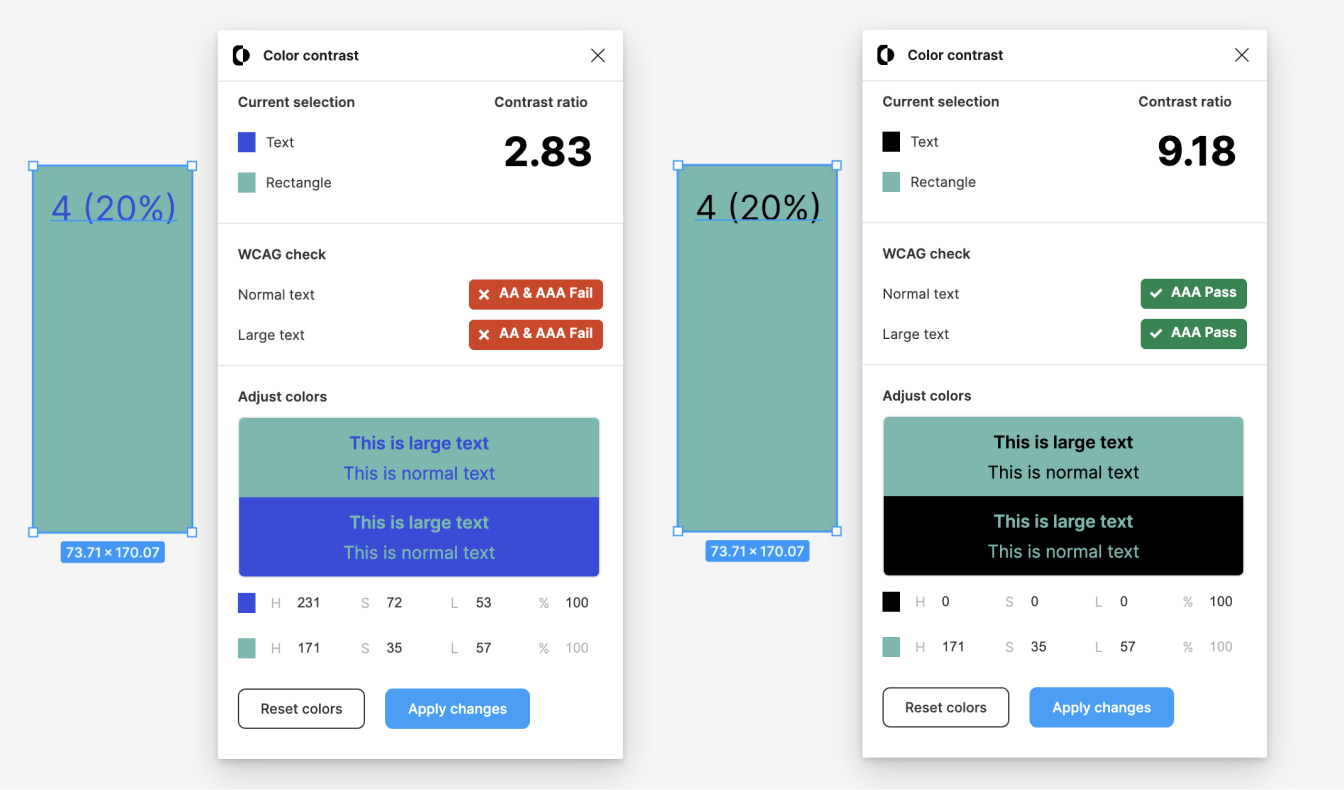 Color contrast
Current selection Contrast ratio
Text 2.83
Rectangle
4 (20%)
WCAG check
Normal text AA & AAA Fail
Large text AA & AAA Fail
Adjust colors
This is large text
This is normal text
This is large text
This is normal text
73.71 × 170.07
H 231 S 72 L 53 % 100
H 171 S 35 L 57 % 100
Reset colors Apply changes
Color contrast
Current selection Contrast ratio
Text 9.18
Rectangle
4 (20%)
WCAG check
Normal text AAA Pass
Large text AAA Pass
Adjust colors
This is large text
This is normal text
This is large text
This is normal text
73.71 × 170.07
H 0 S 0 L 0 % 100
H 171 S 35 L 57 % 100
Reset colors Apply changes